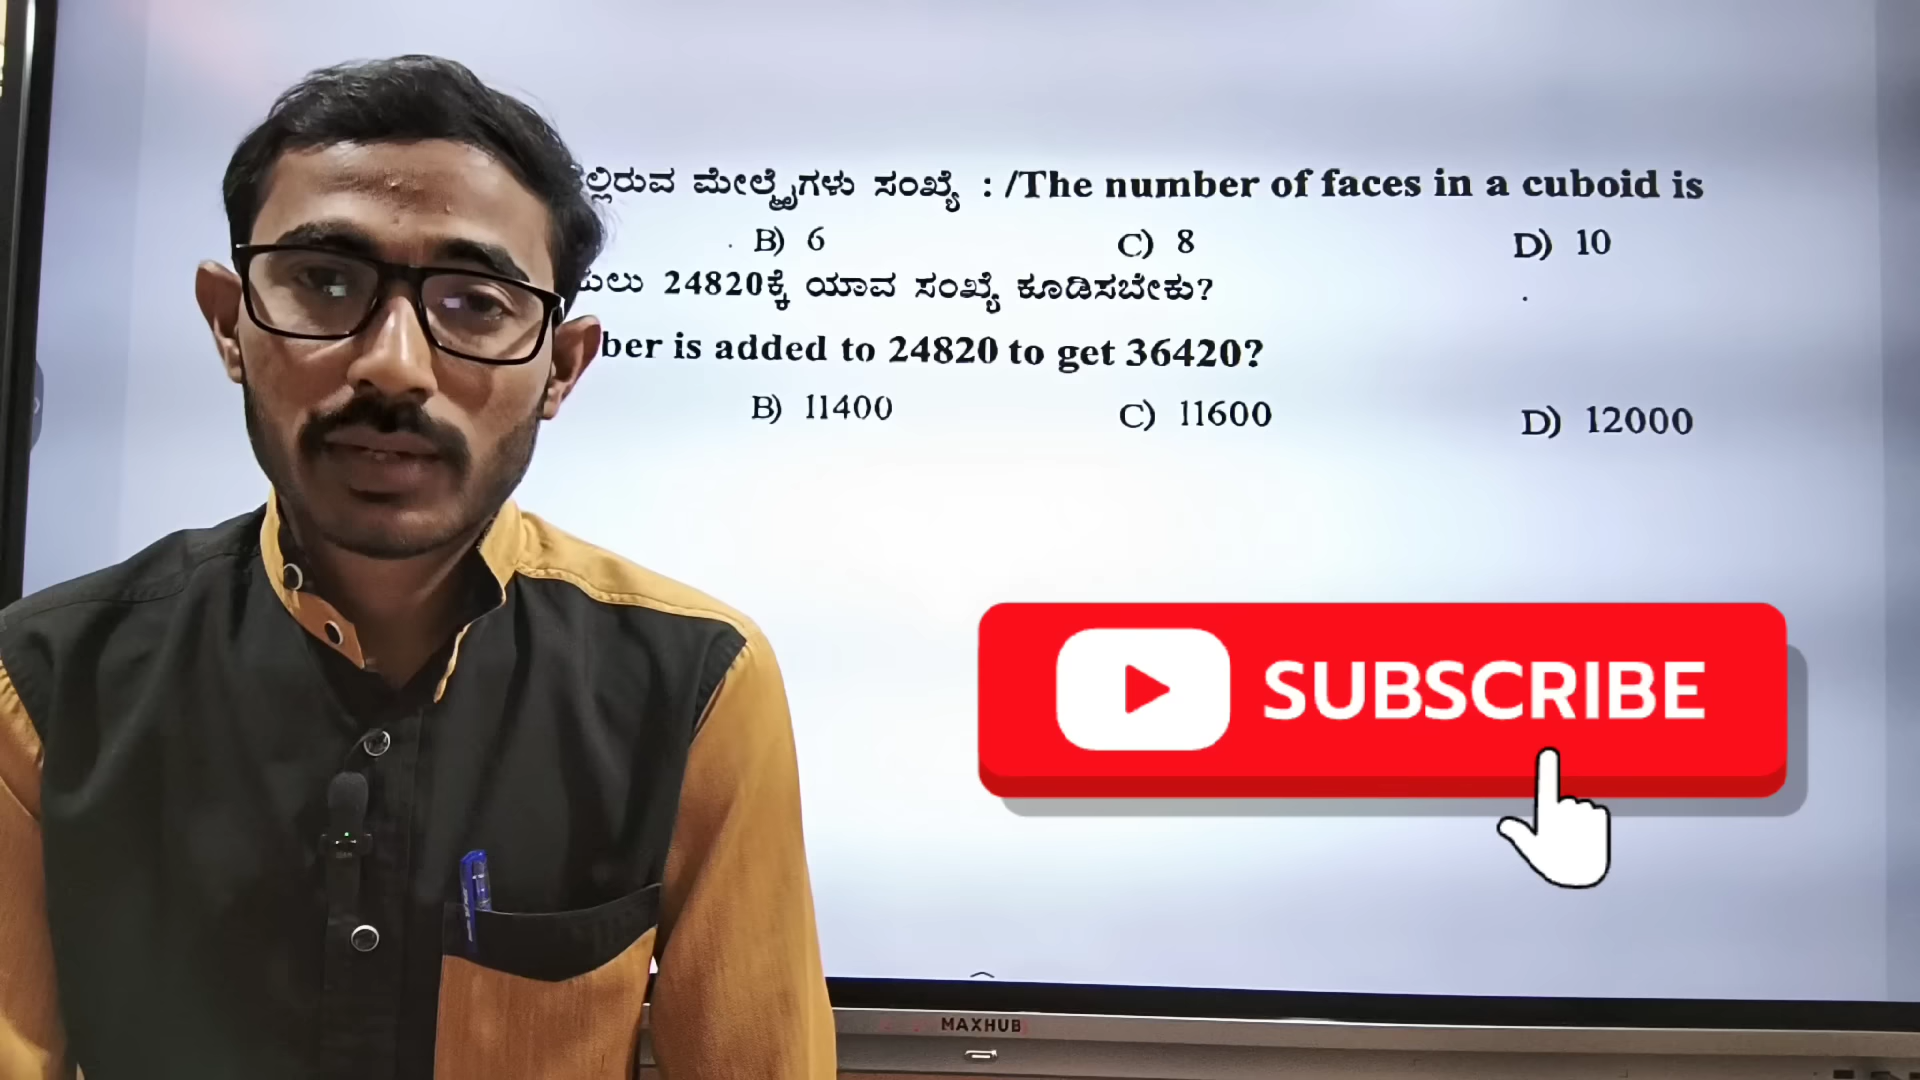 ಮೇಲ್ಮೈಗಳು ಸಂಖ್ಯೆ : /The number of faces in a cuboid is
B) 6 C) 8 D) 10
24820ಕ್ಕೆ ಯಾವ ಸಂಖ್ಯೆ ಕೂಡಿಸಬೇಕು?
is added to 24820 to get 36420?
B) 11400 C) 11600 D) 12000
SUBSCRIBE
MAXHUB